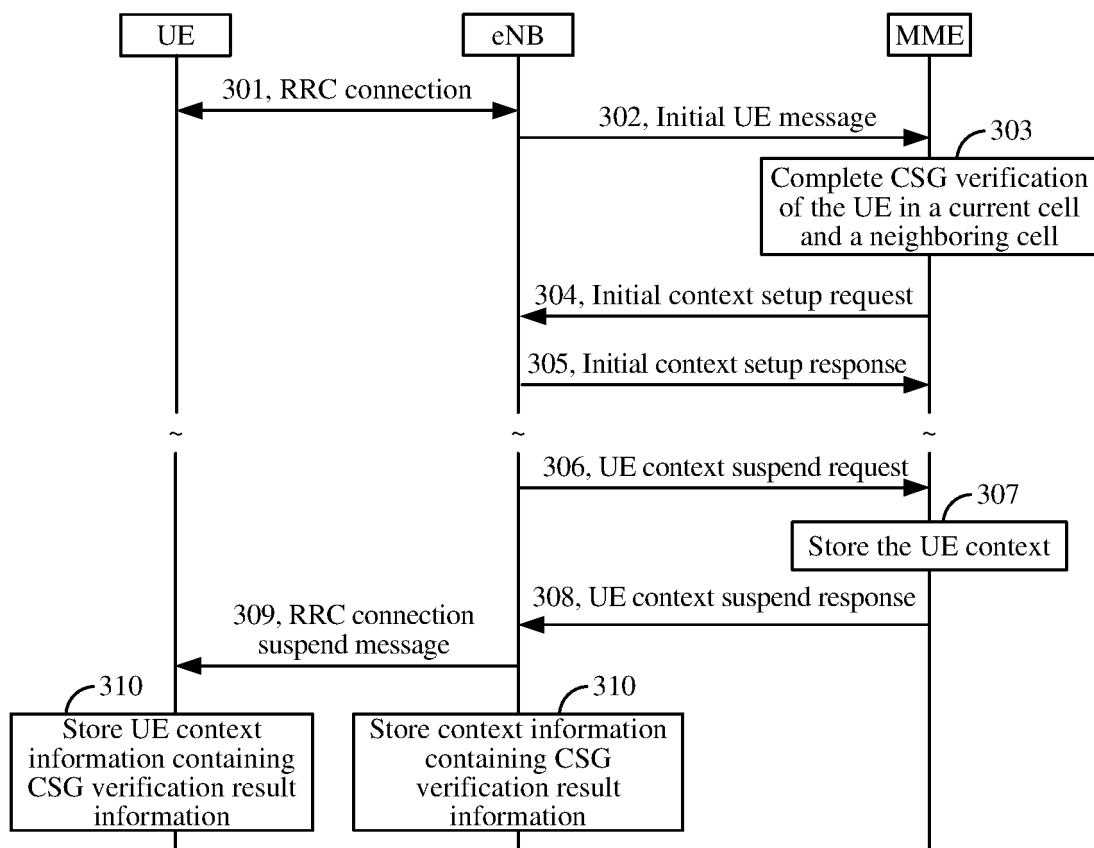 UE
eNB
MME
301, RRC connection
302, Initial UE message
303
Complete CSG verification
of the UE in a current cell
and a neighboring cell
304, Initial context setup request
305, Initial context setup response
~
~
~
306, UE context suspend request
307
Store the UE context
308, UE context suspend response
309, RRC connection
suspend message
310
Store UE context
information containing
CSG verification result
information
310
Store context information
containing CSG
verification result
information